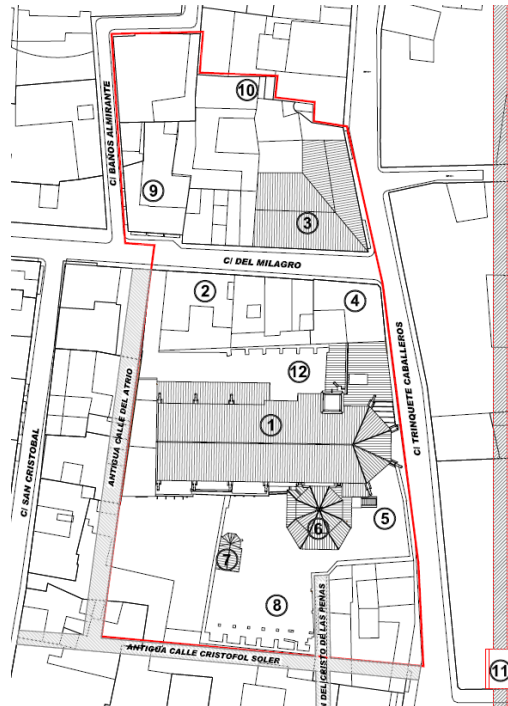 10
C/ BAÑOS ALMIRANTE
9
3
C/ DEL MILAGRO
2
4
12
C/ TRINQUETE CABALLEROS
ANTIGUA CALLE DEL ATRIO
1
C/ SAN CRISTOBAL
6
5
7
8
N DEL CRISTO DE LAS PENAS
ANTIGUA CALLE CRISTOFOL SOLER
11